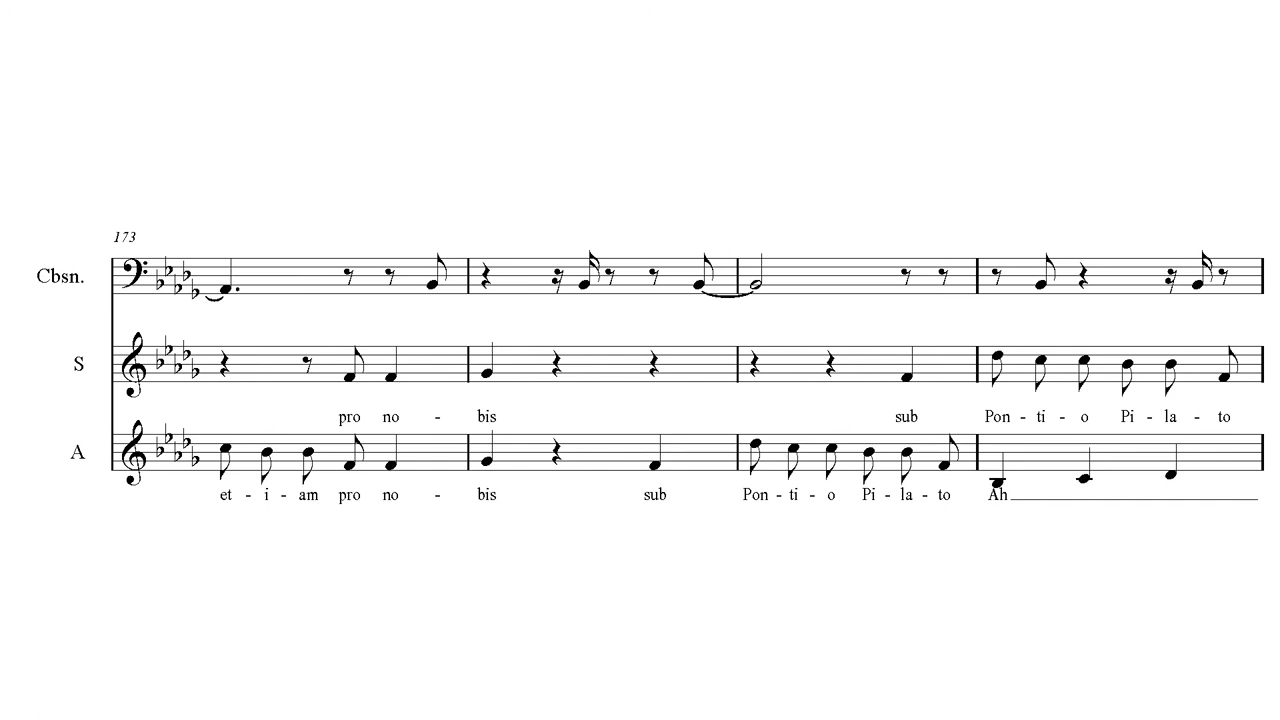 173
Cbsn.
S
pro no - bis sub Pon - ti - o Pi - la - to
A
et - i - am pro no - bis sub Pon - ti - o Pi - la - to Ah